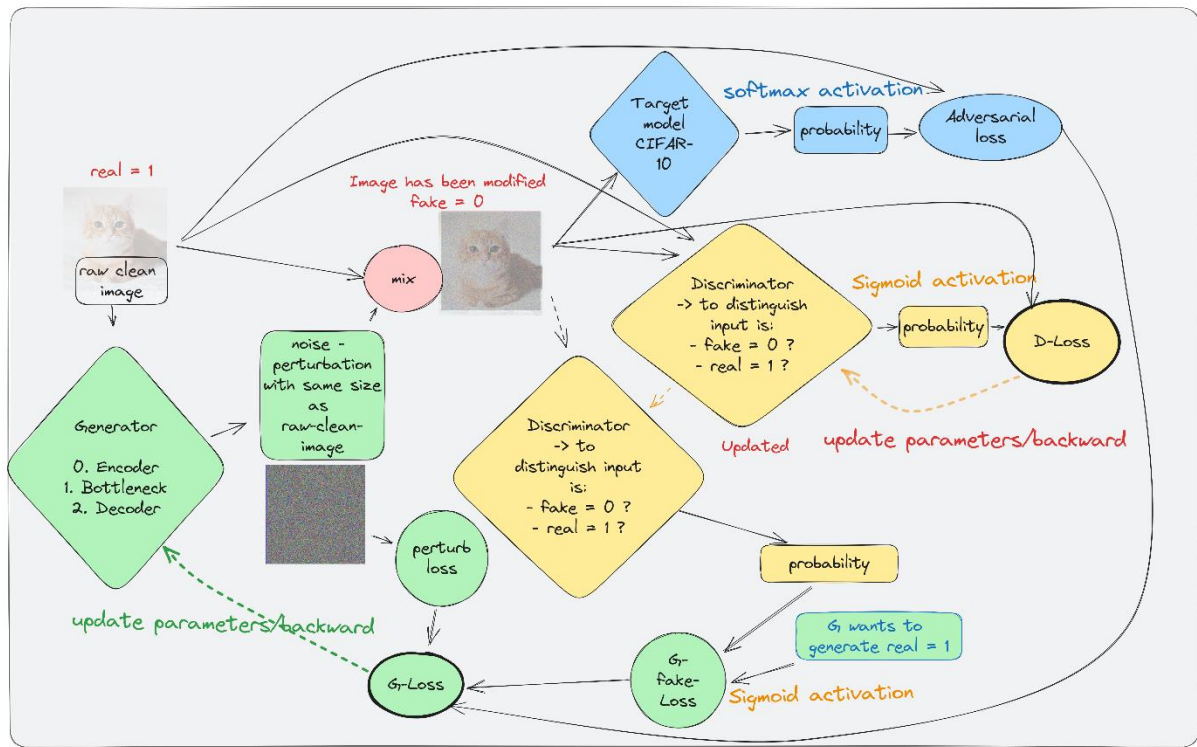 real = 1
raw clean
image
Generator
0. Encoder
1. Bottleneck
2. Decoder
noise -
perturbation
with same size
as
raw-clean-
image
mix
Image has been modified
fake = 0
Target
model
CIFAR-
10
softmax activation
probability
Adversarial
loss
Discriminator
-> to distinguish
input is:
- fake = 0 ?
- real = 1 ?
Sigmoid activation
probability
D-Loss
update parameters/backward
Updated
Discriminator
-> to
distinguish input
is:
- fake = 0 ?
- real = 1 ?
probability
G wants to
generate real = 1
Sigmoid activation
G-
fake-
Loss
perturb
loss
G-Loss
update parameters/backward